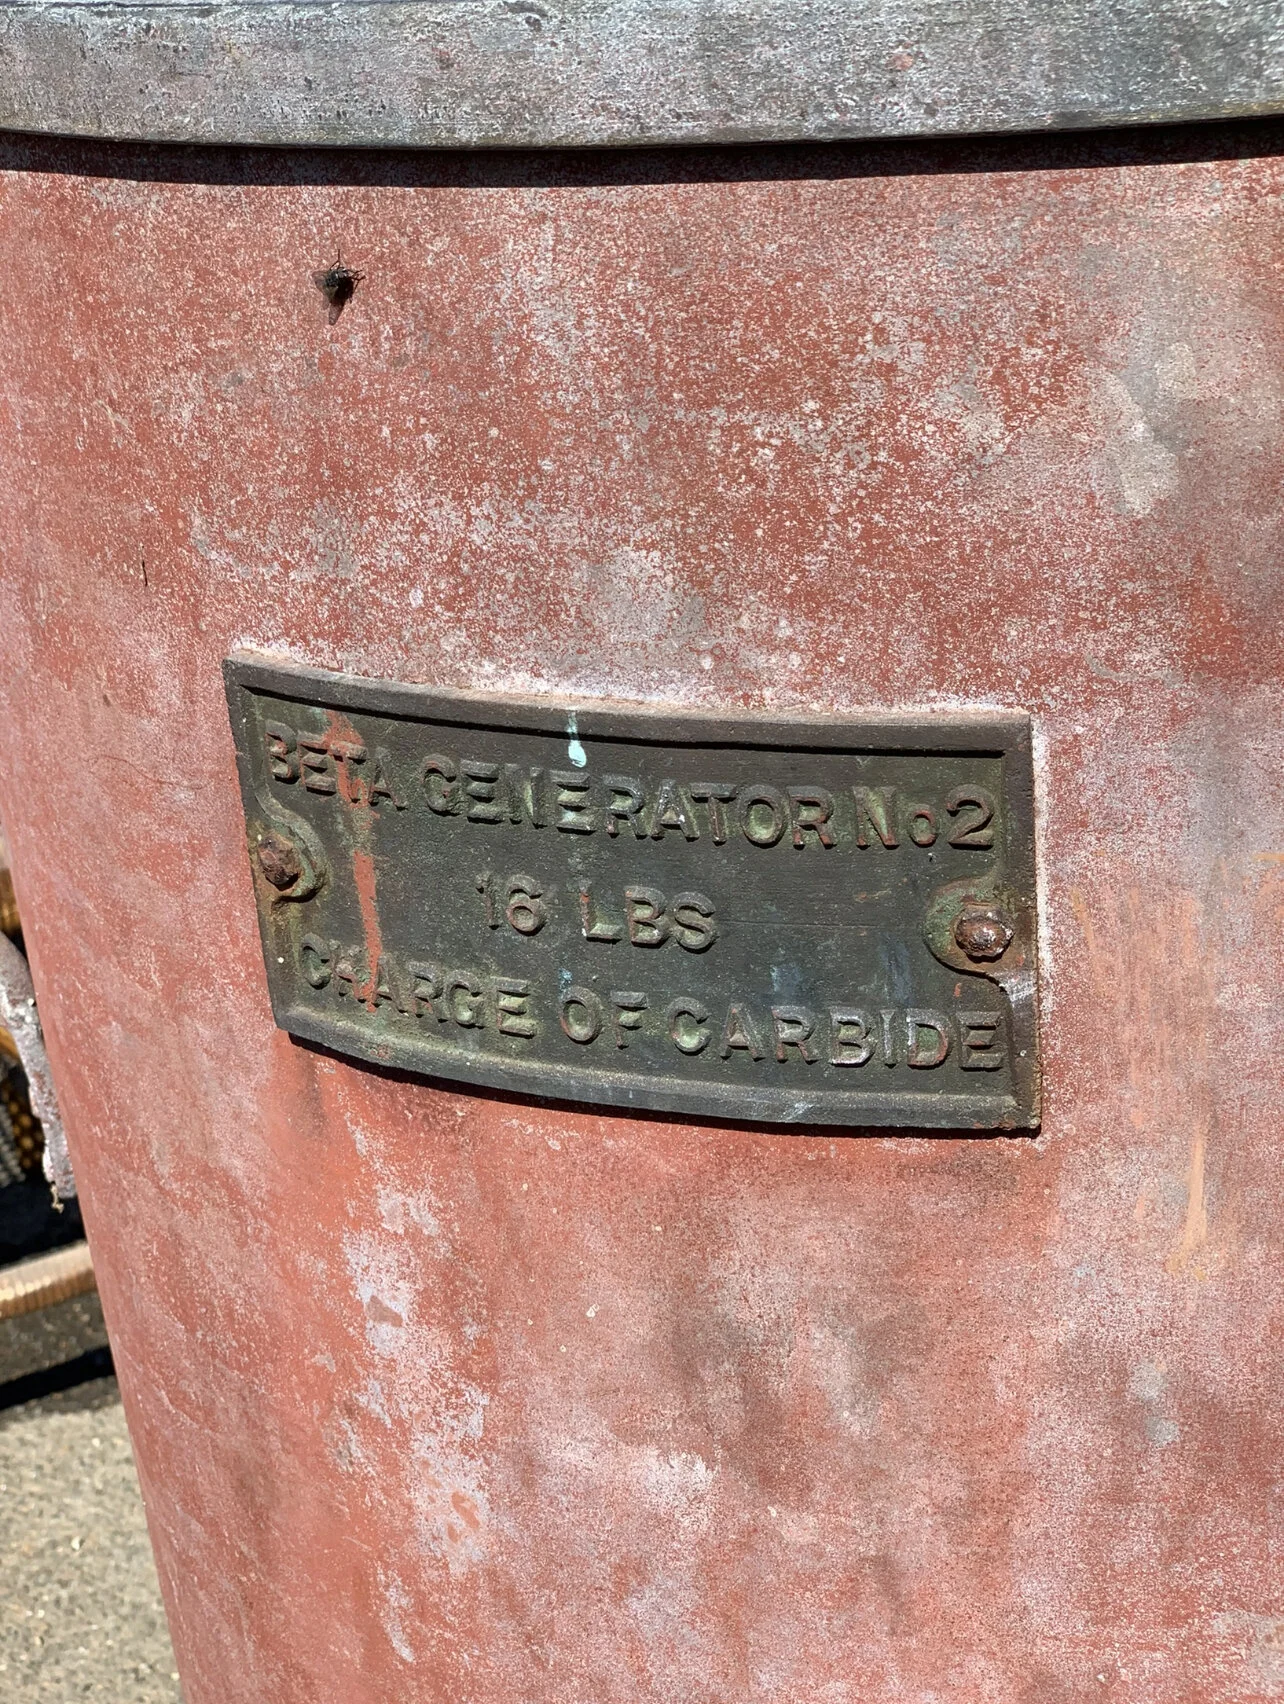 BETA GENERATOR No2
16 LBS
CHARGE OF CARBIDE